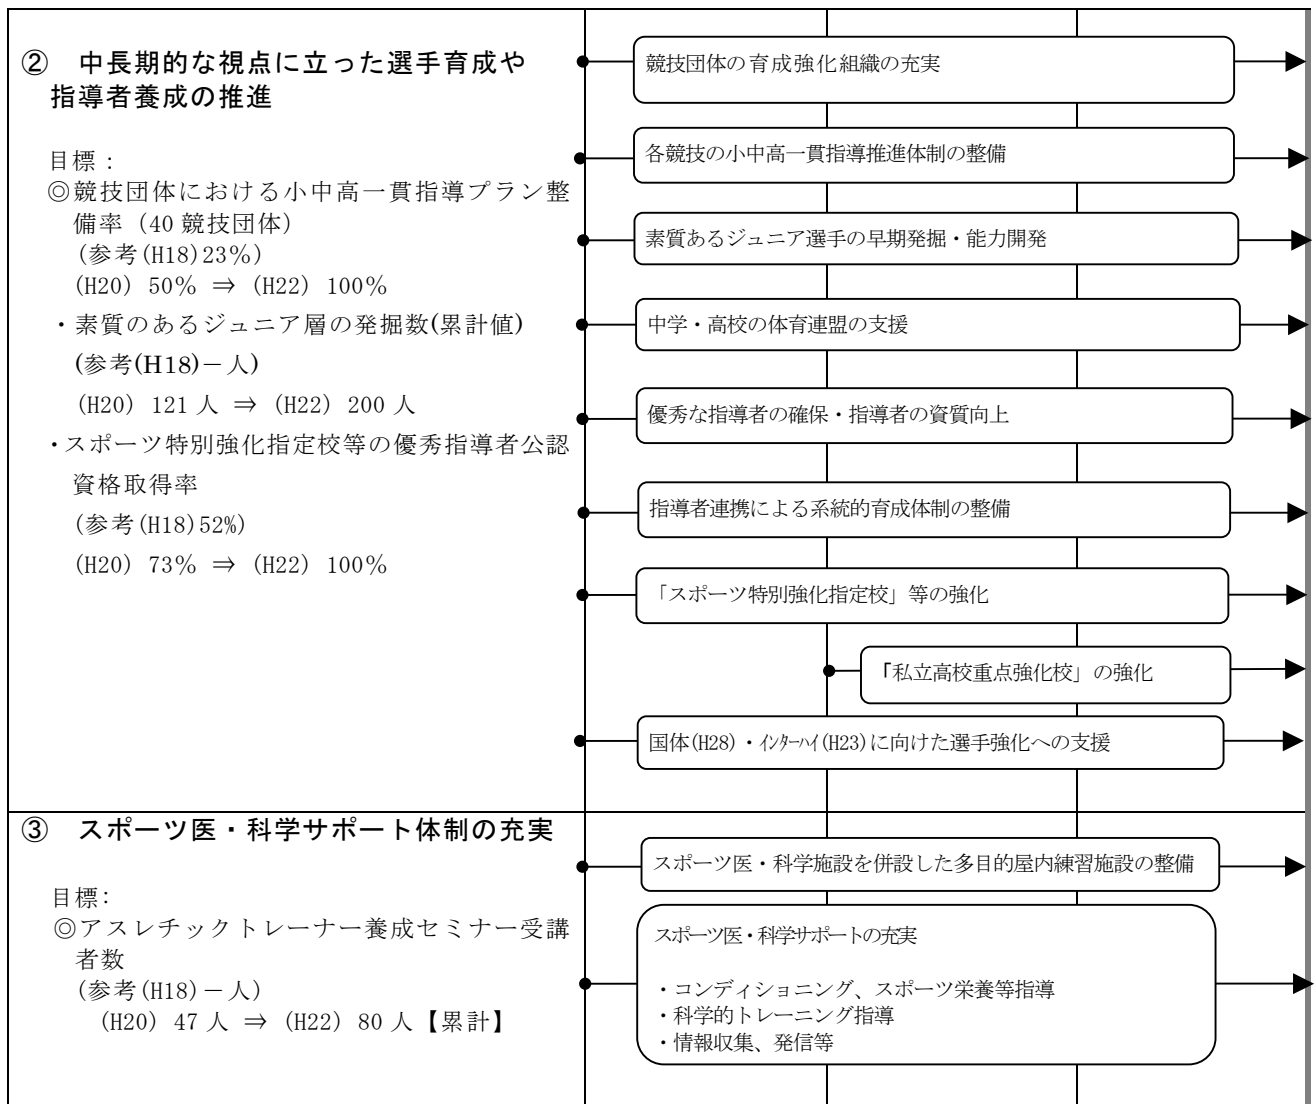 ② 中長期的な視点に立った選手育成や
指導者養成の推進
目標：
◎競技団体における小中高一貫指導プラン整
備率（40 競技団体）
(参考(H18)23％)
(H20) 50％ ⇒ (H22) 100％
・素質のあるジュニア層の発掘数(累計値)
(参考(H18)－人)
(H20) 121 人 ⇒ (H22) 200 人
・スポーツ特別強化指定校等の優秀指導者公認
資格取得率
(参考(H18)52%)
(H20) 73％ ⇒ (H22) 100％
競技団体の育成強化組織の充実
各競技の小中高一貫指導推進体制の整備
素質あるジュニア選手の早期発掘・能力開発
中学・高校の体育連盟の支援
優秀な指導者の確保・指導者の資質向上
指導者連携による系統的育成体制の整備
「スポーツ特別強化指定校」等の強化
「私立高校重点強化校」の強化
国体(H28)・ｲﾝﾀｰﾊｲ(H23)に向けた選手強化への支援
③ スポーツ医・科学サポート体制の充実
目標：
◎アスレチックトレーナー養成セミナー受講
者数
(参考(H18)－人)
(H20) 47 人 ⇒ (H22) 80 人【累計】
スポーツ医・科学施設を併設した多目的屋内練習施設の整備
スポーツ医・科学サポートの充実
・コンディショニング、スポーツ栄養等指導
・科学的トレーニング指導
・情報収集、発信等